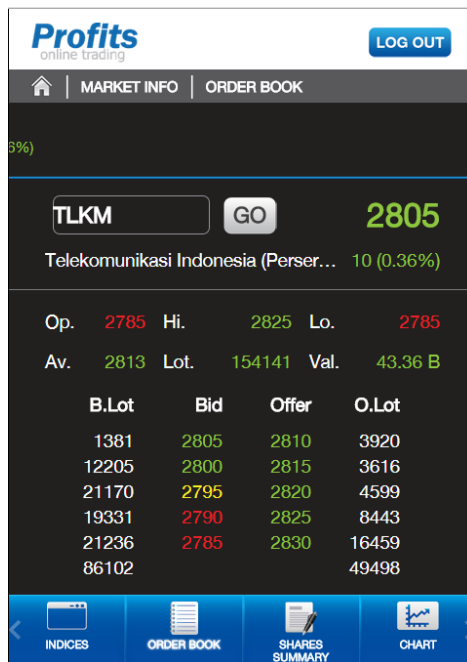 Profits
online trading
LOG OUT
MARKET INFO | ORDER BOOK
6%)
TLKM GO 2805
Telekomunikasi Indonesia (Perser... 10 (0.36%)
Op. 2785 Hi. 2825 Lo. 2785
Av. 2813 Lot. 154141 Val. 43.36 B
B.Lot Bid Offer O.Lot
1381 2805 2810 3920
12205 2800 2815 3616
21170 2795 2820 4599
19331 2790 2825 8443
21236 2785 2830 16459
86102 49498
INDICES ORDER BOOK SHARES SUMMARY CHART